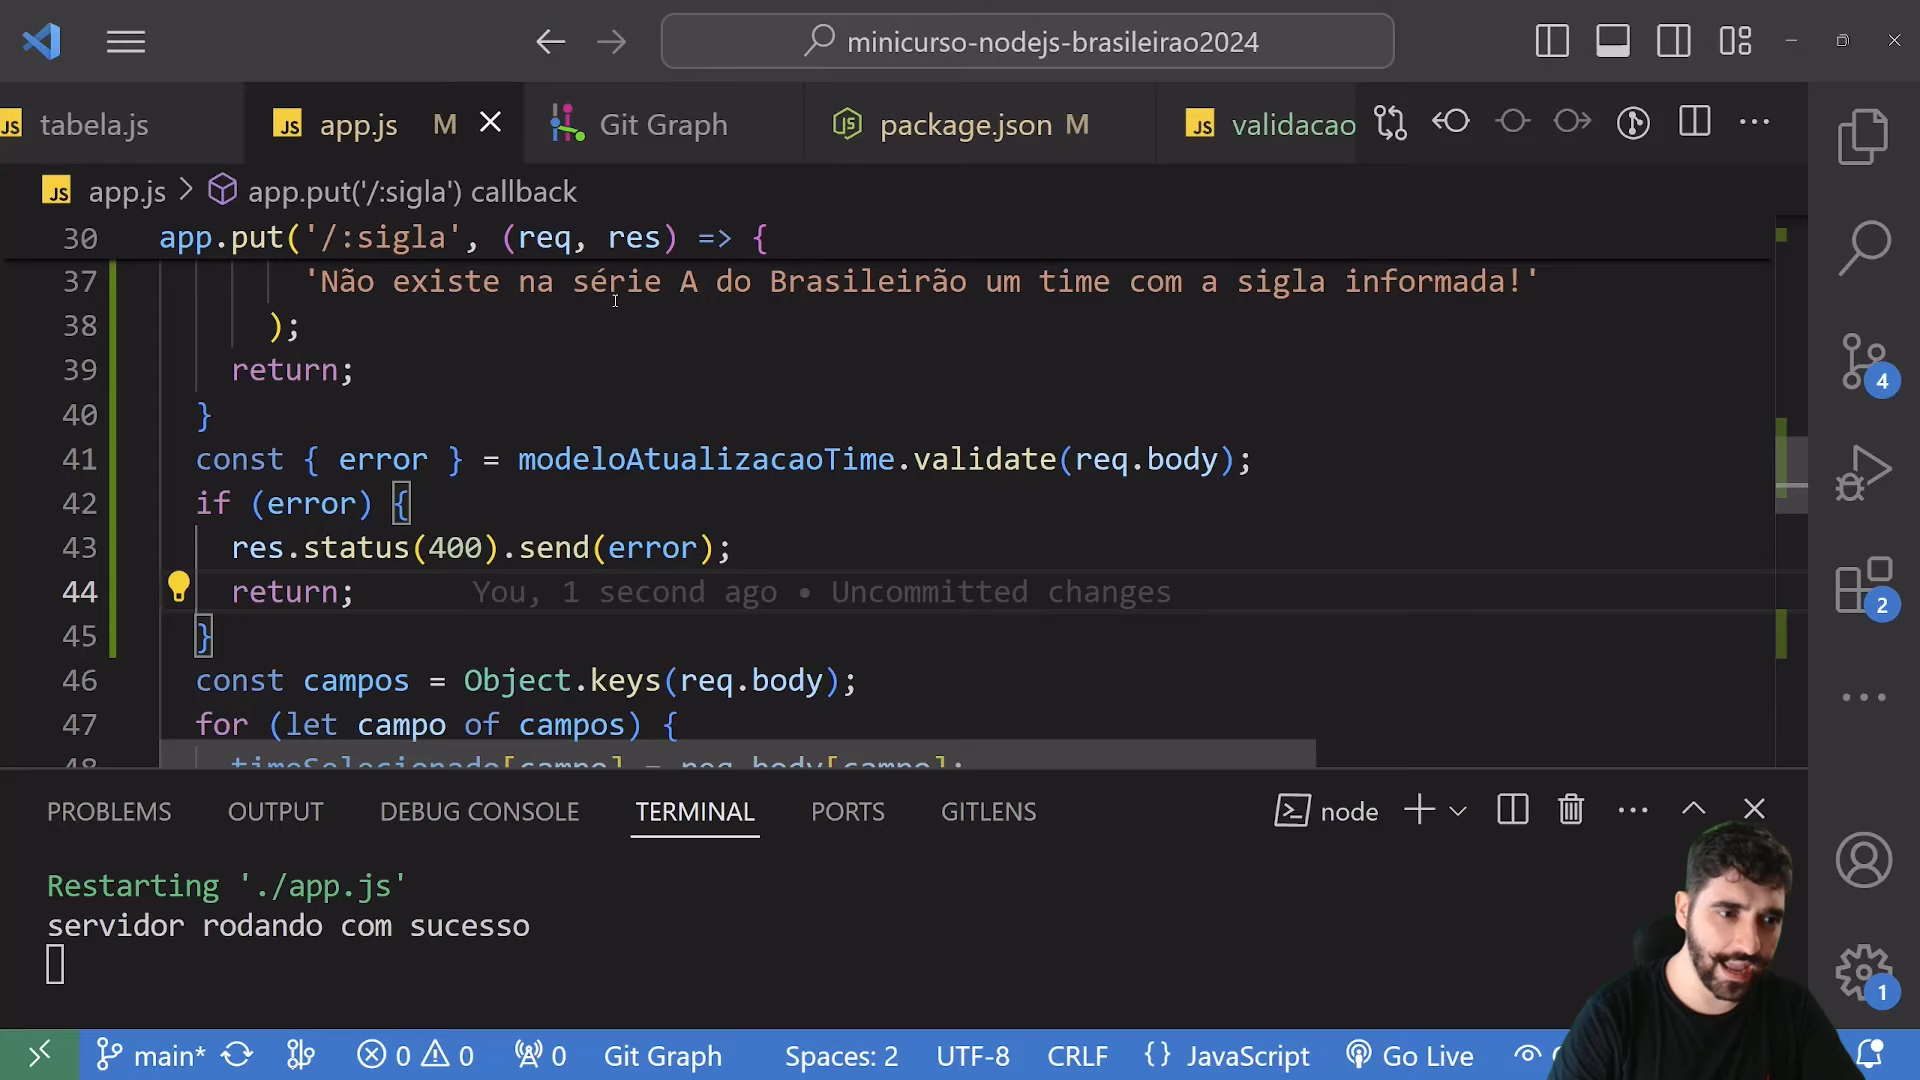 minicurso-nodejs-brasileirao2024
JS tabela.js
JS app.js M
Git Graph
package.json M
JS validacao
JS app.js > app.put('/:sigla') callback
30 app.put('/:sigla', (req, res) => {
37 'Não existe na série A do Brasileirão um time com a sigla informada!'
38 );
39 return;
40 }
41 const { error } = modeloAtualizacaoTime.validate(req.body);
42 if (error) {
43 res.status(400).send(error);
44 return; You, 1 second ago • Uncommitted changes
45 }
46 const campos = Object.keys(req.body);
47 for (let campo of campos) {
48 timeSelecionado[campo] = req.body[campo];
4
2
PROBLEMS OUTPUT DEBUG CONSOLE TERMINAL PORTS GITLENS
node
Restarting './app.js'
servidor rodando com sucesso
1
main* 0 0 0 Git Graph Spaces: 2 UTF-8 CRLF {} JavaScript Go Live